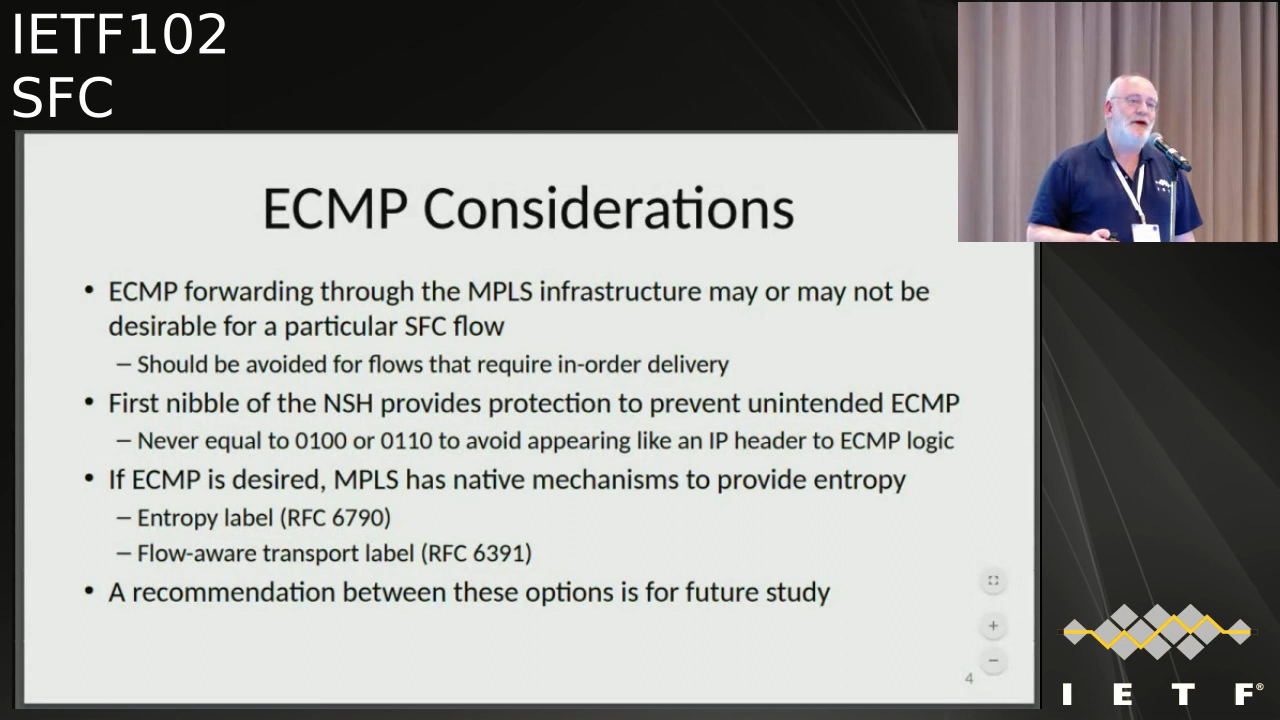 IETF102
SFC
ECMP Considerations
• ECMP forwarding through the MPLS infrastructure may or may not be
desirable for a particular SFC flow
– Should be avoided for flows that require in-order delivery
• First nibble of the NSH provides protection to prevent unintended ECMP
– Never equal to 0100 or 0110 to avoid appearing like an IP header to ECMP logic
• If ECMP is desired, MPLS has native mechanisms to provide entropy
– Entropy label (RFC 6790)
– Flow-aware transport label (RFC 6391)
• A recommendation between these options is for future study
4
I E T F®